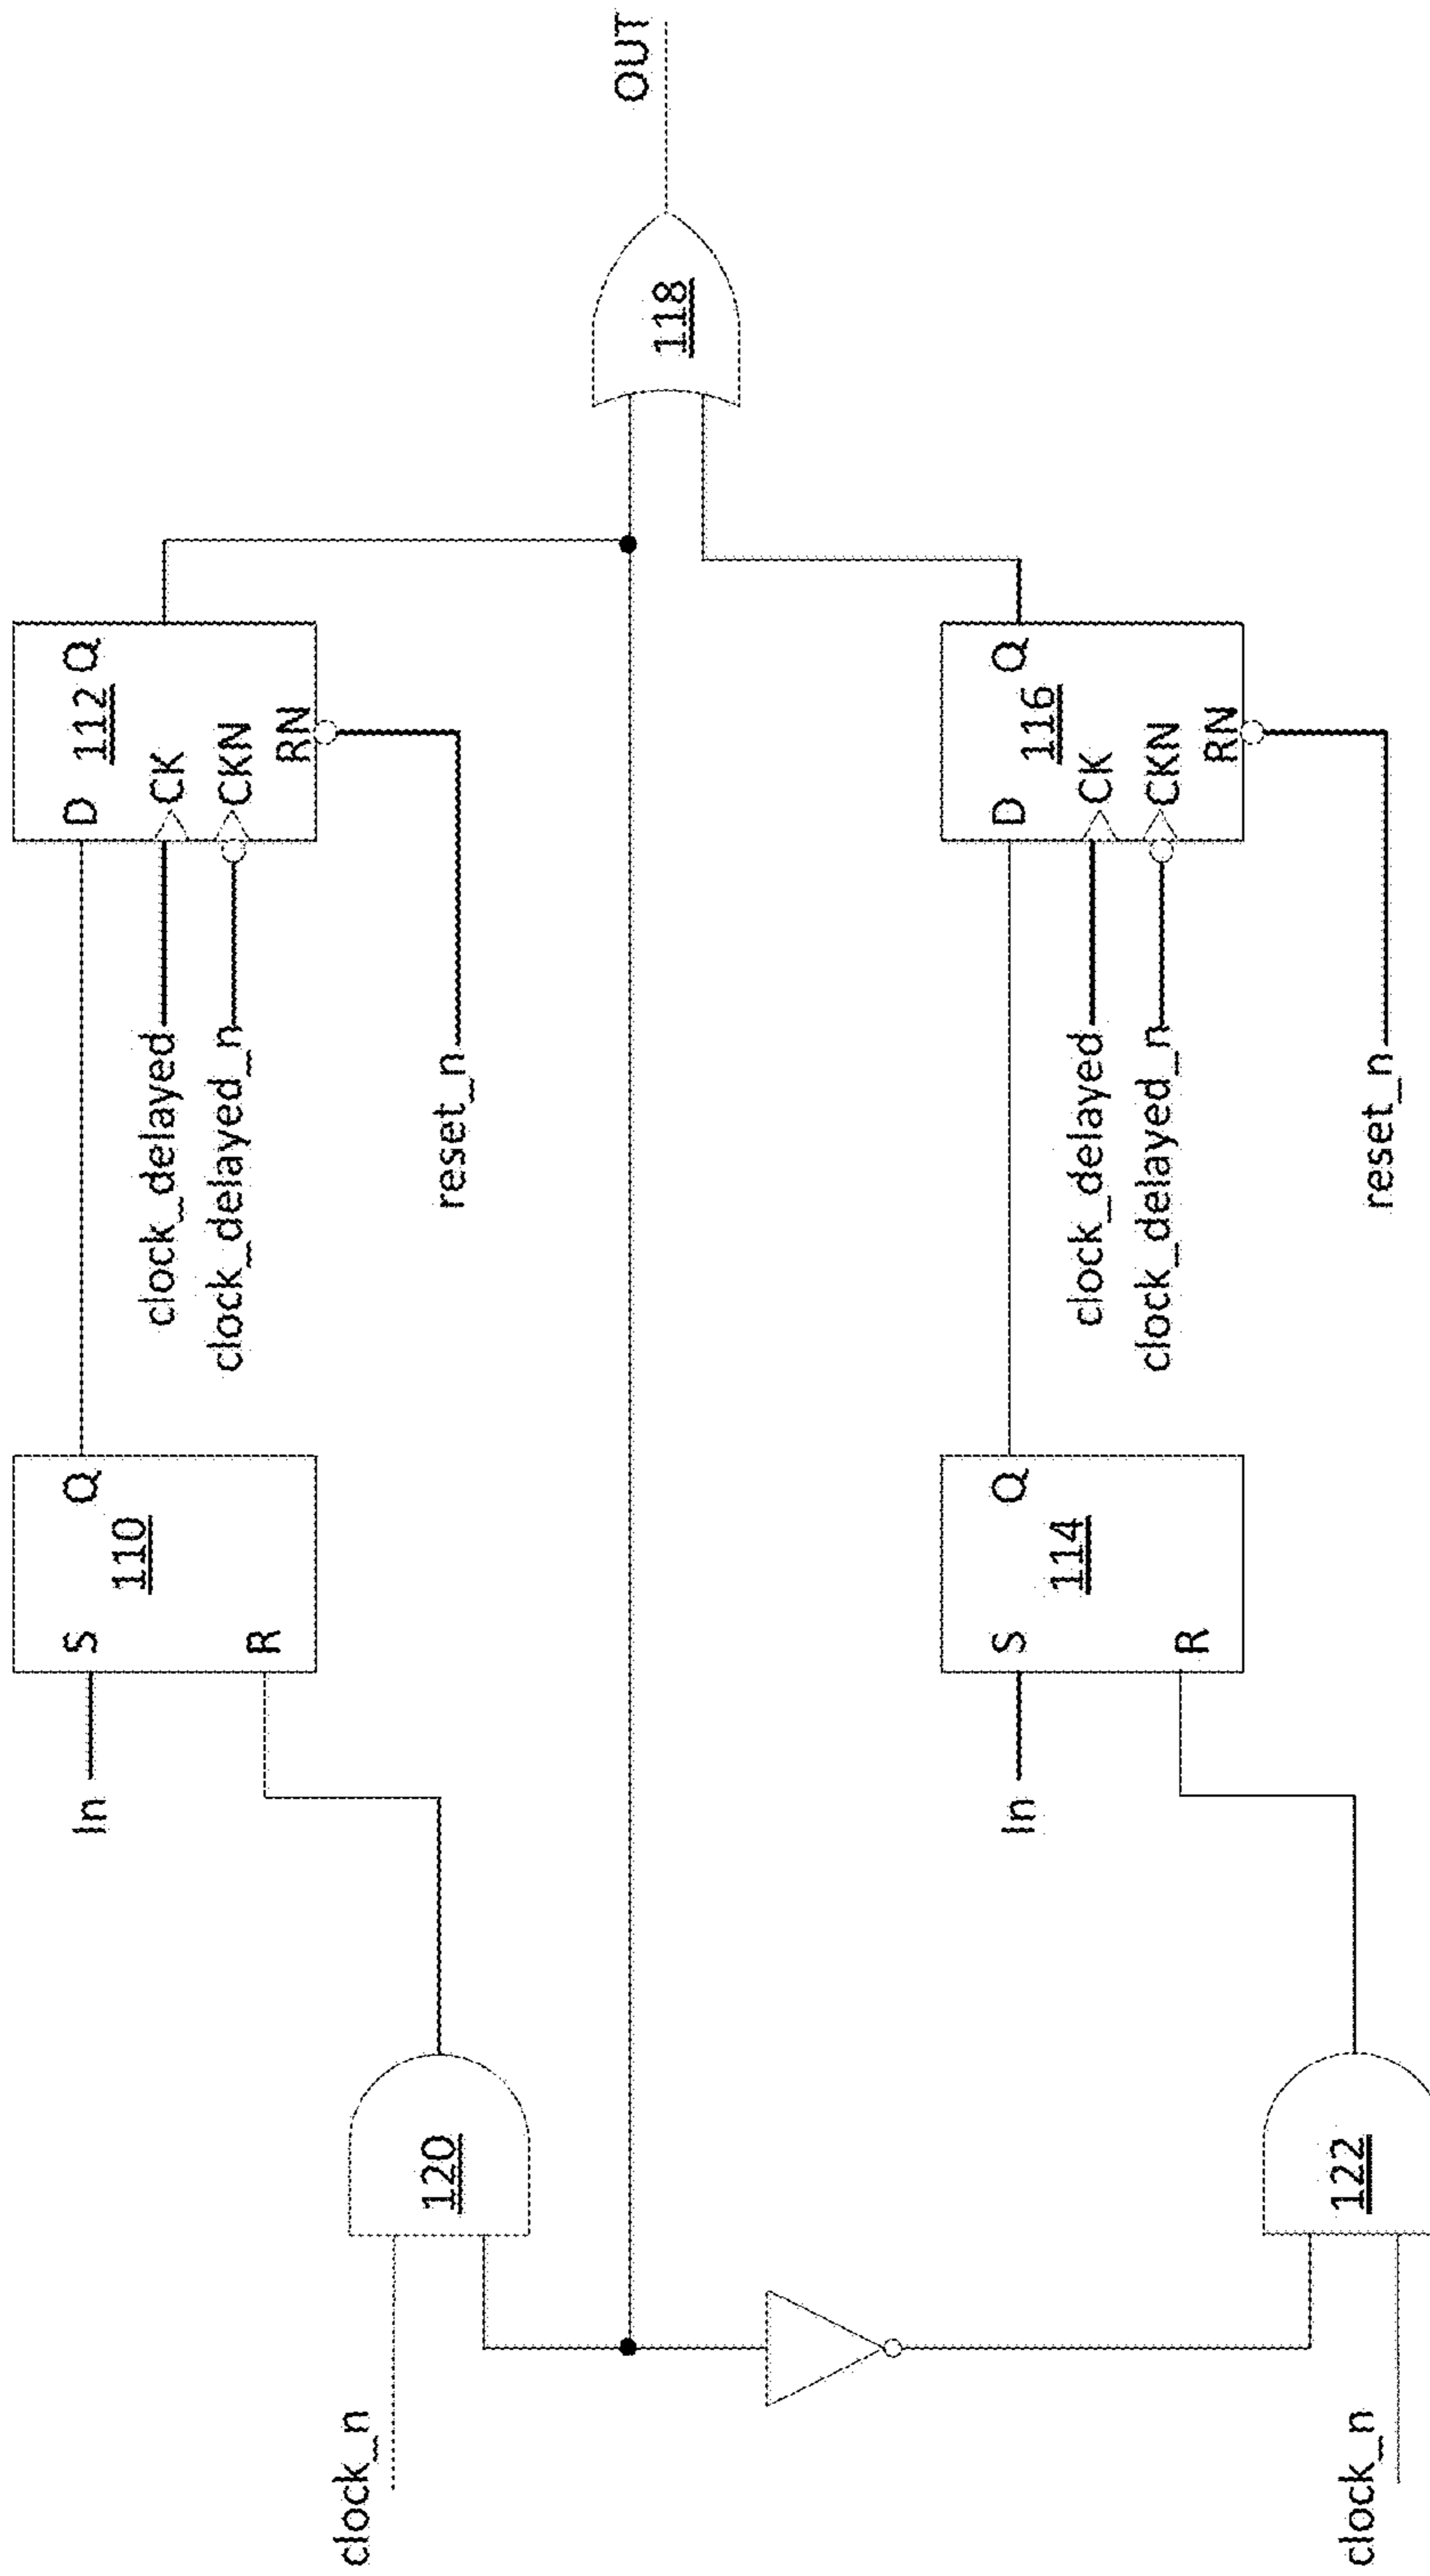 In
S
Q
110
R
D
Q
112
CK
CKN
RN
clock_delayed
clock_delayed_n
reset_n
clock_n
120
OUT
118
In
S
Q
114
R
D
Q
116
CK
CKN
RN
clock_delayed
clock_delayed_n
reset_n
122
clock_n